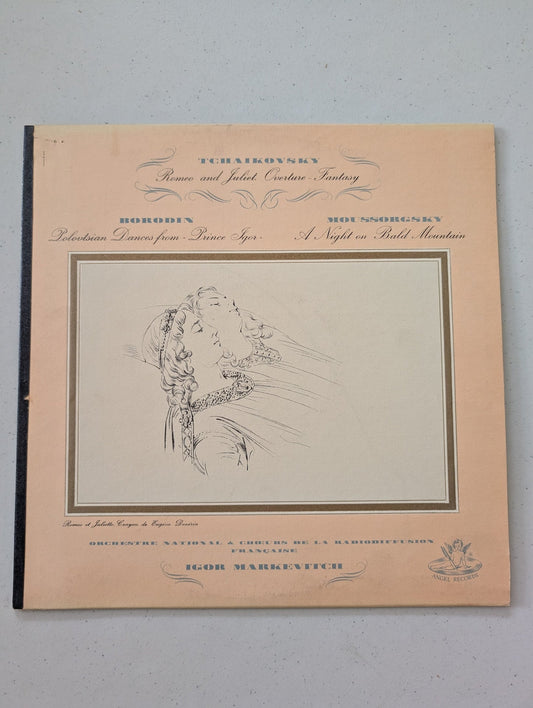 TCHAIKOVSKY
Romeo and Juliet, Overture - Fantasy
BORODIN
Polovtsian Dances from - Prince Igor -
MOUSSORGSKY
A Night on Bald Mountain
Romeo et Juliette, Crayon de Eugène Devéria
ORCHESTRE NATIONAL & CHŒURS DE LA RADIODIFFUSION
FRANÇAISE
IGOR MARKEVITCH
ANGEL RECORDS